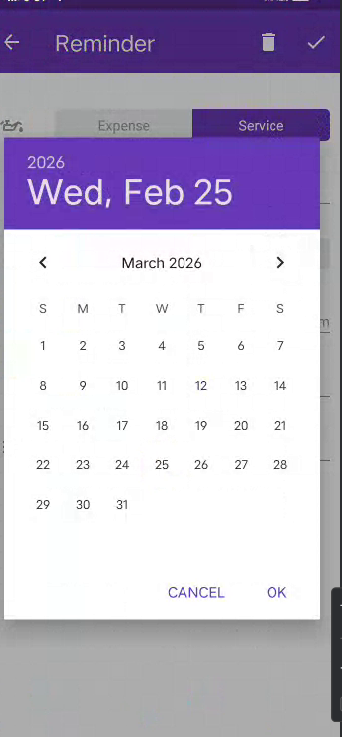 Reminder
Expense Service
2026
Wed, Feb 25
March 2026
S M T W T F S
1 2 3 4 5 6 7
8 9 10 11 12 13 14
15 16 17 18 19 20 21
22 23 24 25 26 27 28
29 30 31
CANCEL OK